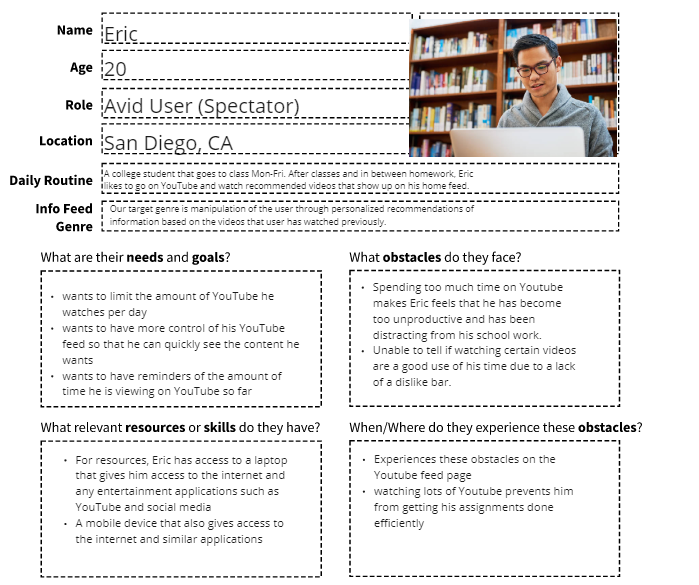 Name
Eric
Age
20
Role
Avid User (Spectator)
Location
San Diego, CA
Daily Routine
A college student that goes to class Mon-Fri. After classes and in between homework, Eric
likes to go on YouTube and watch recommended videos that show up on his home feed.
Info Feed
Genre
Our target genre is manipulation of the user through personalized recommendations of
information based on the videos that user has watched previously.
What are their needs and goals?
• wants to limit the amount of YouTube he
watches per day
• wants to have more control of his YouTube
feed so that he can quickly see the content he
wants
• wants to have reminders of the amount of
time he is viewing on YouTube so far
What obstacles do they face?
• Spending too much time on Youtube
makes Eric feels that he has become
too unproductive and has been
distracting from his school work.
• Unable to tell if watching certain videos
are a good use of his time due to a lack
of a dislike bar.
What relevant resources or skills do they have?
• For resources, Eric has access to a laptop
that gives him access to the internet and
any entertainment applications such as
YouTube and social media
• A mobile device that also gives access to
the internet and similar applications
When/Where do they experience these obstacles?
• Experiences these obstacles on the
Youtube feed page
• watching lots of Youtube prevents him
from getting his assignments done
efficiently